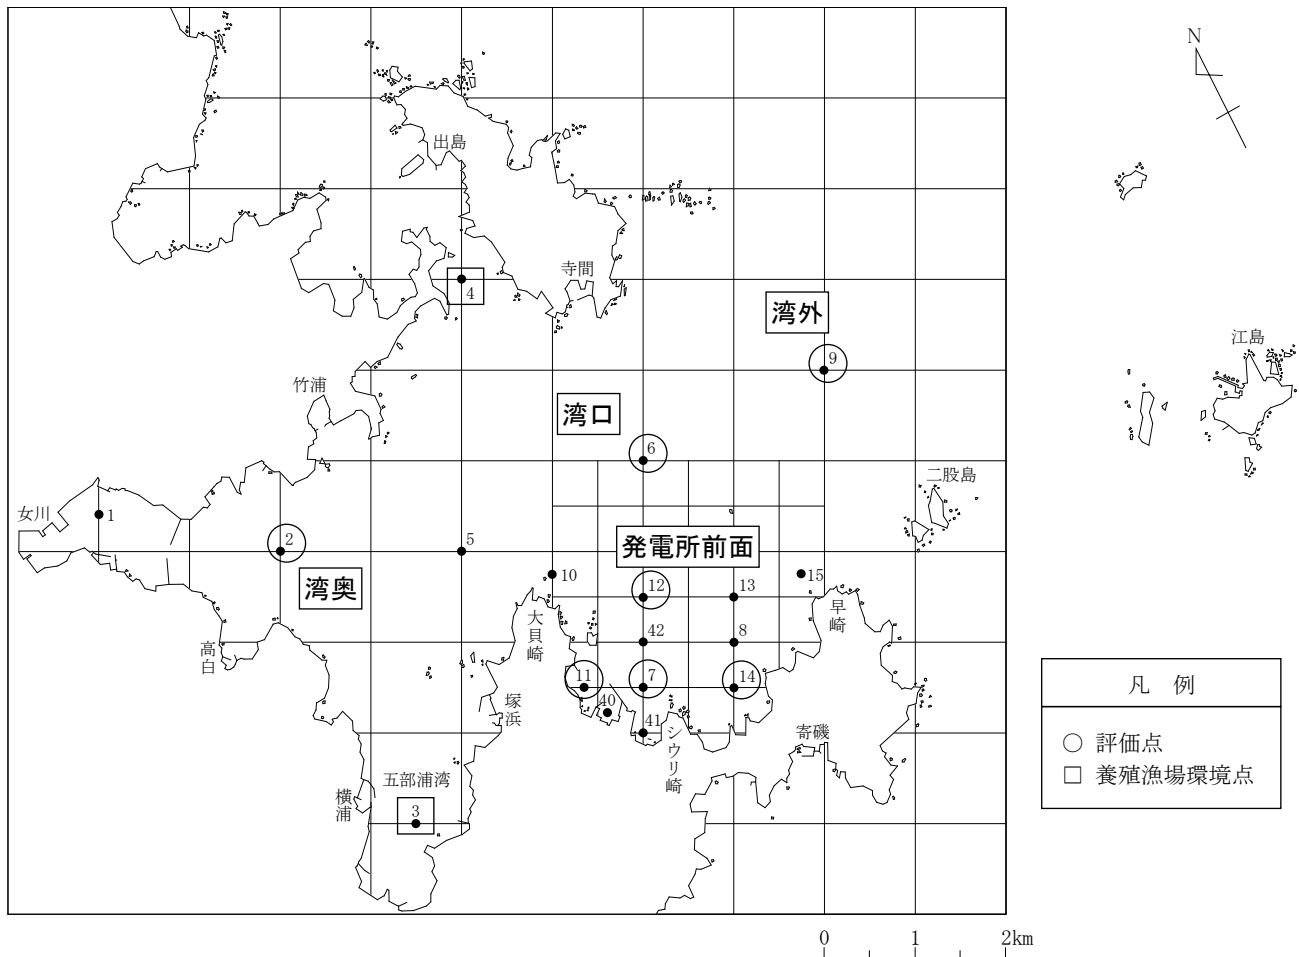 N
出島
寺間
4
湾外
江島
9
竹浦
湾口
6
二股島
女川
1
2
5
発電所前面
湾奥
10
12
13
15
大貝崎
早崎
高白
42
8
11
7
14
40
塚浜
41
シウリ崎
寄磯
五部浦湾
横浦
3
凡 例
○ 評価点
□ 養殖漁場環境点
0 1 2km